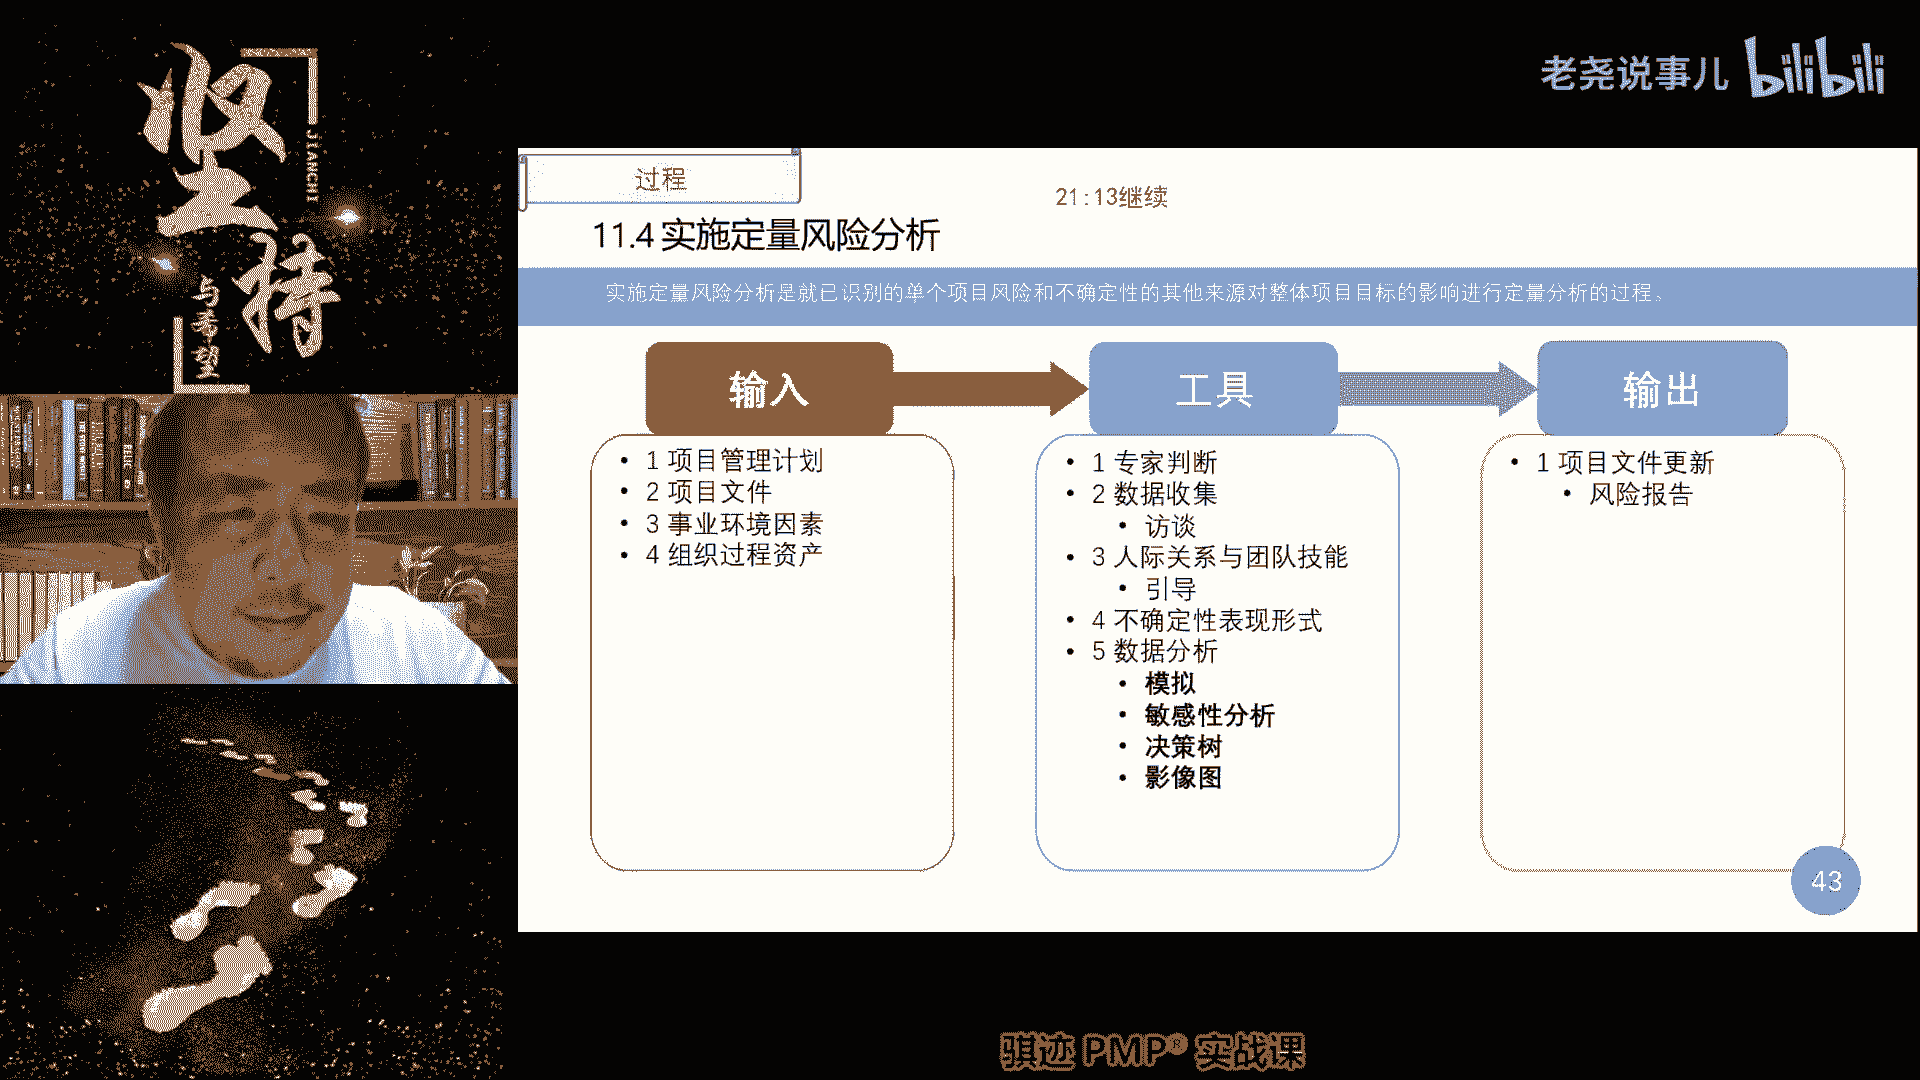 坚持
JIANCHI
与希望
老尧说事儿 bilibili
过程
21:13继续
11.4 实施定量风险分析
实施定量风险分析是就已识别的单个项目风险和不确定性的其他来源对整体项目目标的影响进行定量分析的过程。
输入
• 1 项目管理计划
• 2 项目文件
• 3 事业环境因素
• 4 组织过程资产
工具
• 1 专家判断
• 2 数据收集
• 访谈
• 3 人际关系与团队技能
• 引导
• 4 不确定性表现形式
• 5 数据分析
• 模拟
• 敏感性分析
• 决策树
• 影像图
输出
• 1 项目文件更新
• 风险报告
43
骐迹 PMP® 实战课